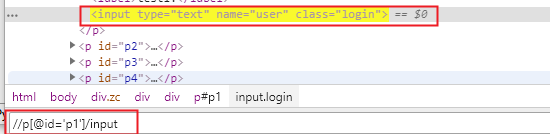 <input type="text" name="user" class="login"> == $0
</p>
<p id="p2">…</p>
<p id="p3">…</p>
<p id="p4">…</p>
html body div.zc div div p#p1 input.login
//p[@id='p1']/input